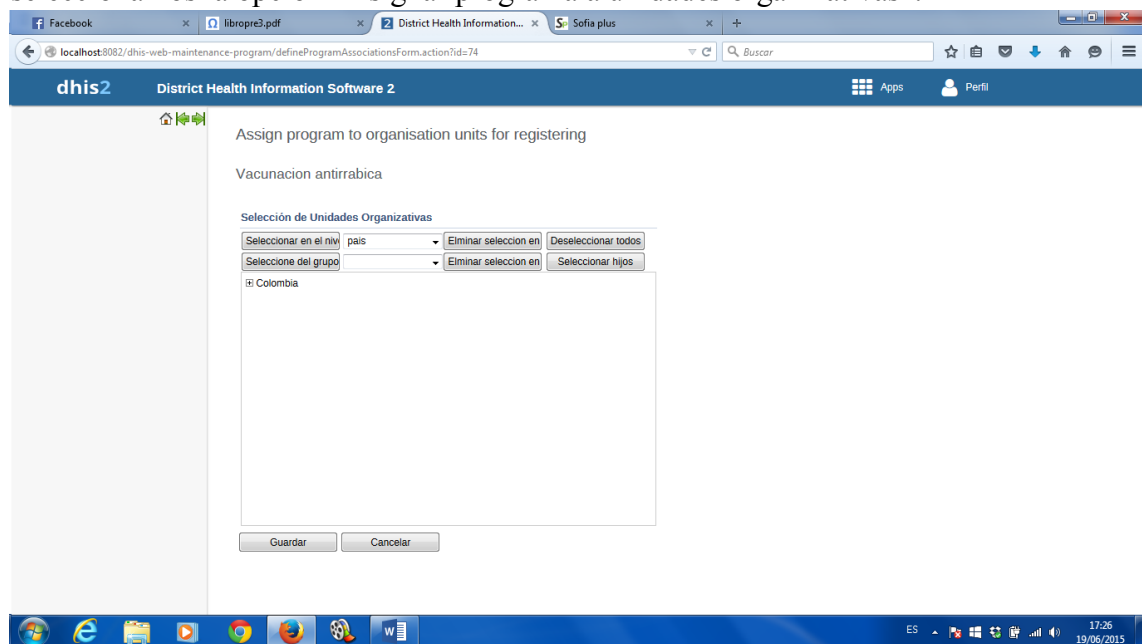 Facebook
libropre3.pdf
District Health Information...
Sofia plus
localhost:8082/dhis-web-maintenance-program/defineProgramAssociationsForm.action?id=74
Buscar
dhis2
District Health Information Software 2
Apps
Perfil
Assign program to organisation units for registering
Vacunacion antirrabica
Selección de Unidades Organizativas
Seleccionar en el niv pais Elminar seleccion en Deseleccionar todos
Seleccione del grupo Elminar seleccion en Seleccionar hijos
Colombia
Guardar Cancelar
ES
17:26
19/06/2015